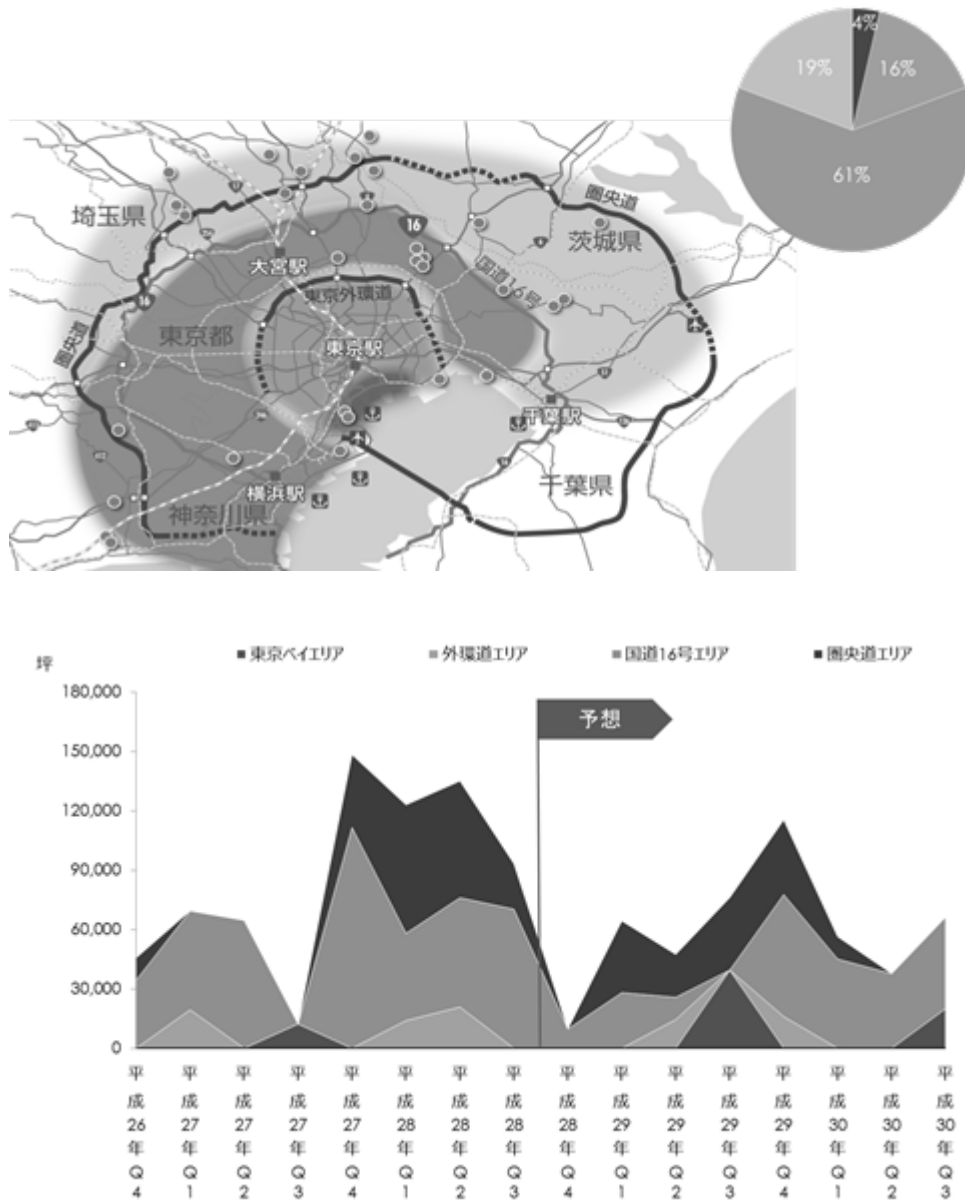 4%
19%
16%
61%
埼玉県
圏央道
茨城県
16
大宮駅
国道16号
東京外環道
16
圏央道
東京都
東京駅
千葉駅
千葉県
横浜駅
神奈川県
坪
■東京ベイエリア
■外環道エリア
■国道16号エリア
■圏央道エリア
180,000
予想
150,000
120,000
90,000
60,000
30,000
0
平成26年Q4
平成27年Q1
平成27年Q2
平成27年Q3
平成27年Q4
平成28年Q1
平成28年Q2
平成28年Q3
平成28年Q4
平成29年Q1
平成29年Q2
平成29年Q3
平成29年Q4
平成30年Q1
平成30年Q2
平成30年Q3